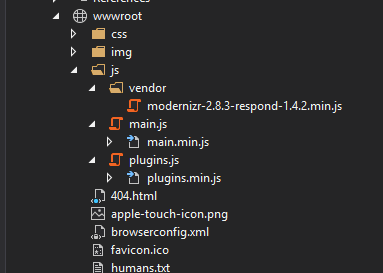 References
wwwroot
css
img
js
vendor
modernizr-2.8.3-respond-1.4.2.min.js
main.js
main.min.js
plugins.js
plugins.min.js
404.html
apple-touch-icon.png
browserconfig.xml
favicon.ico
humans.txt